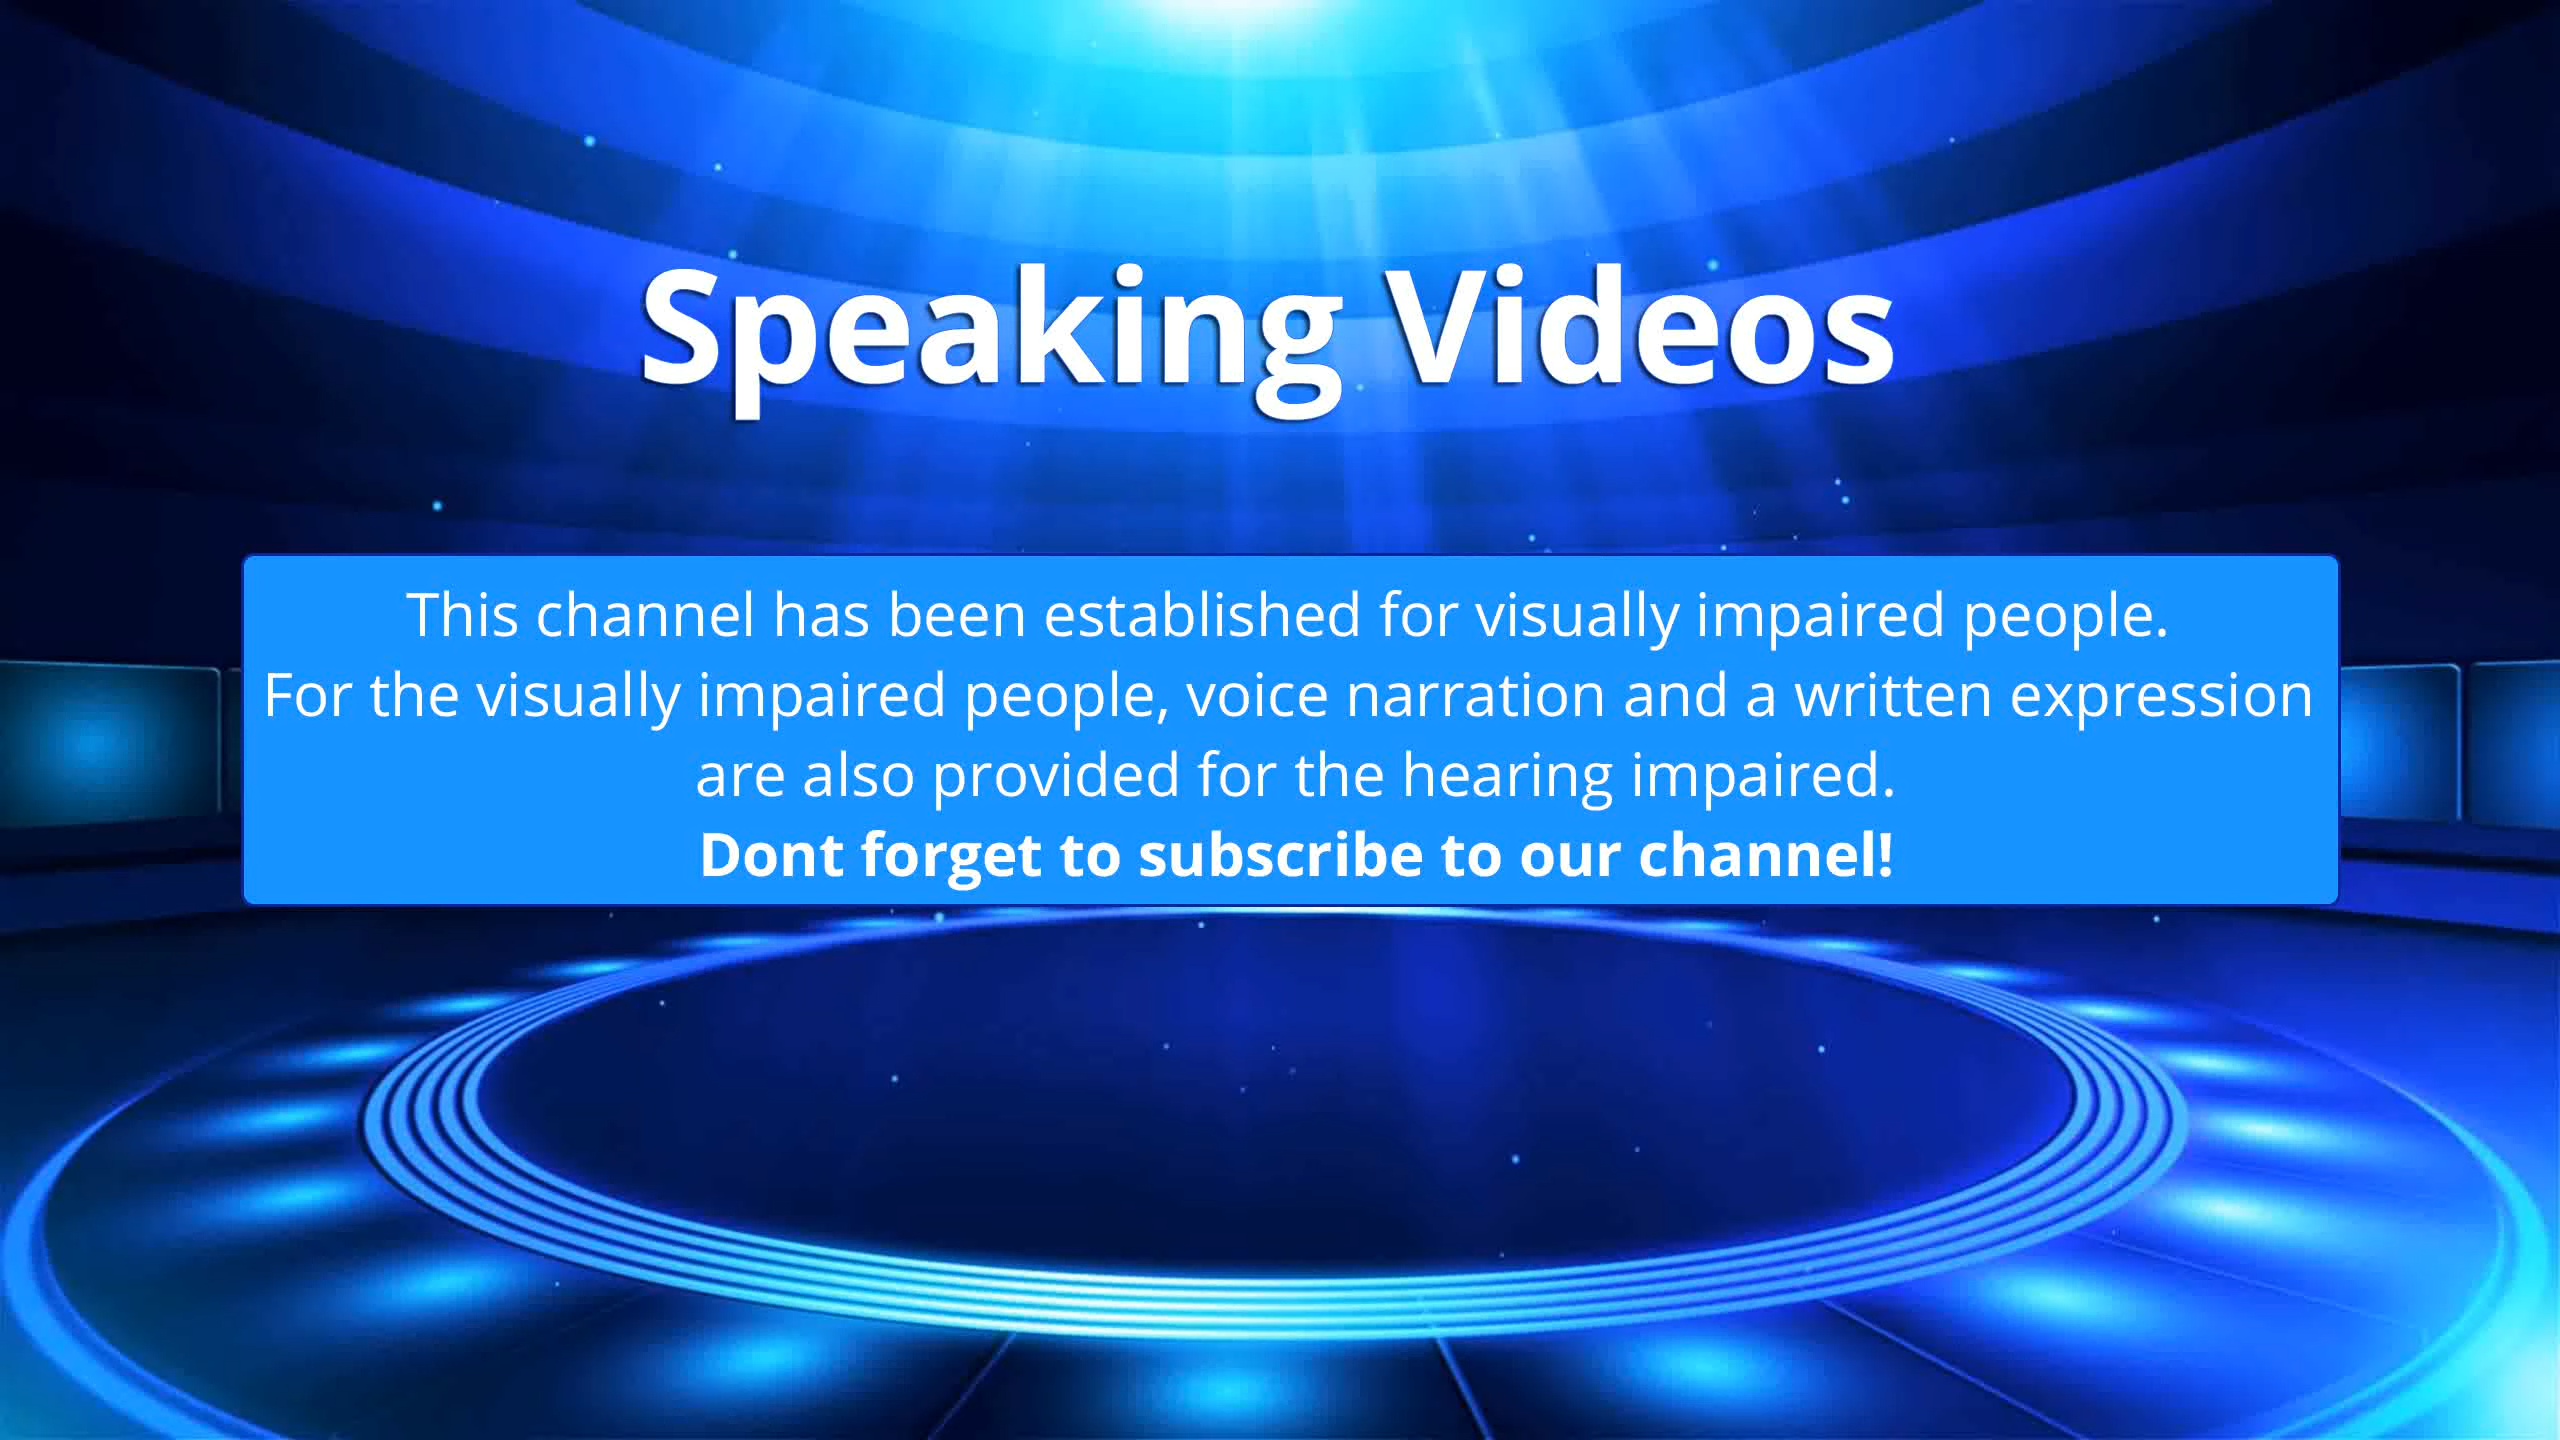 Speaking Videos
This channel has been established for visually impaired people.
For the visually impaired people, voice narration and a written expression
are also provided for the hearing impaired.
Dont forget to subscribe to our channel!